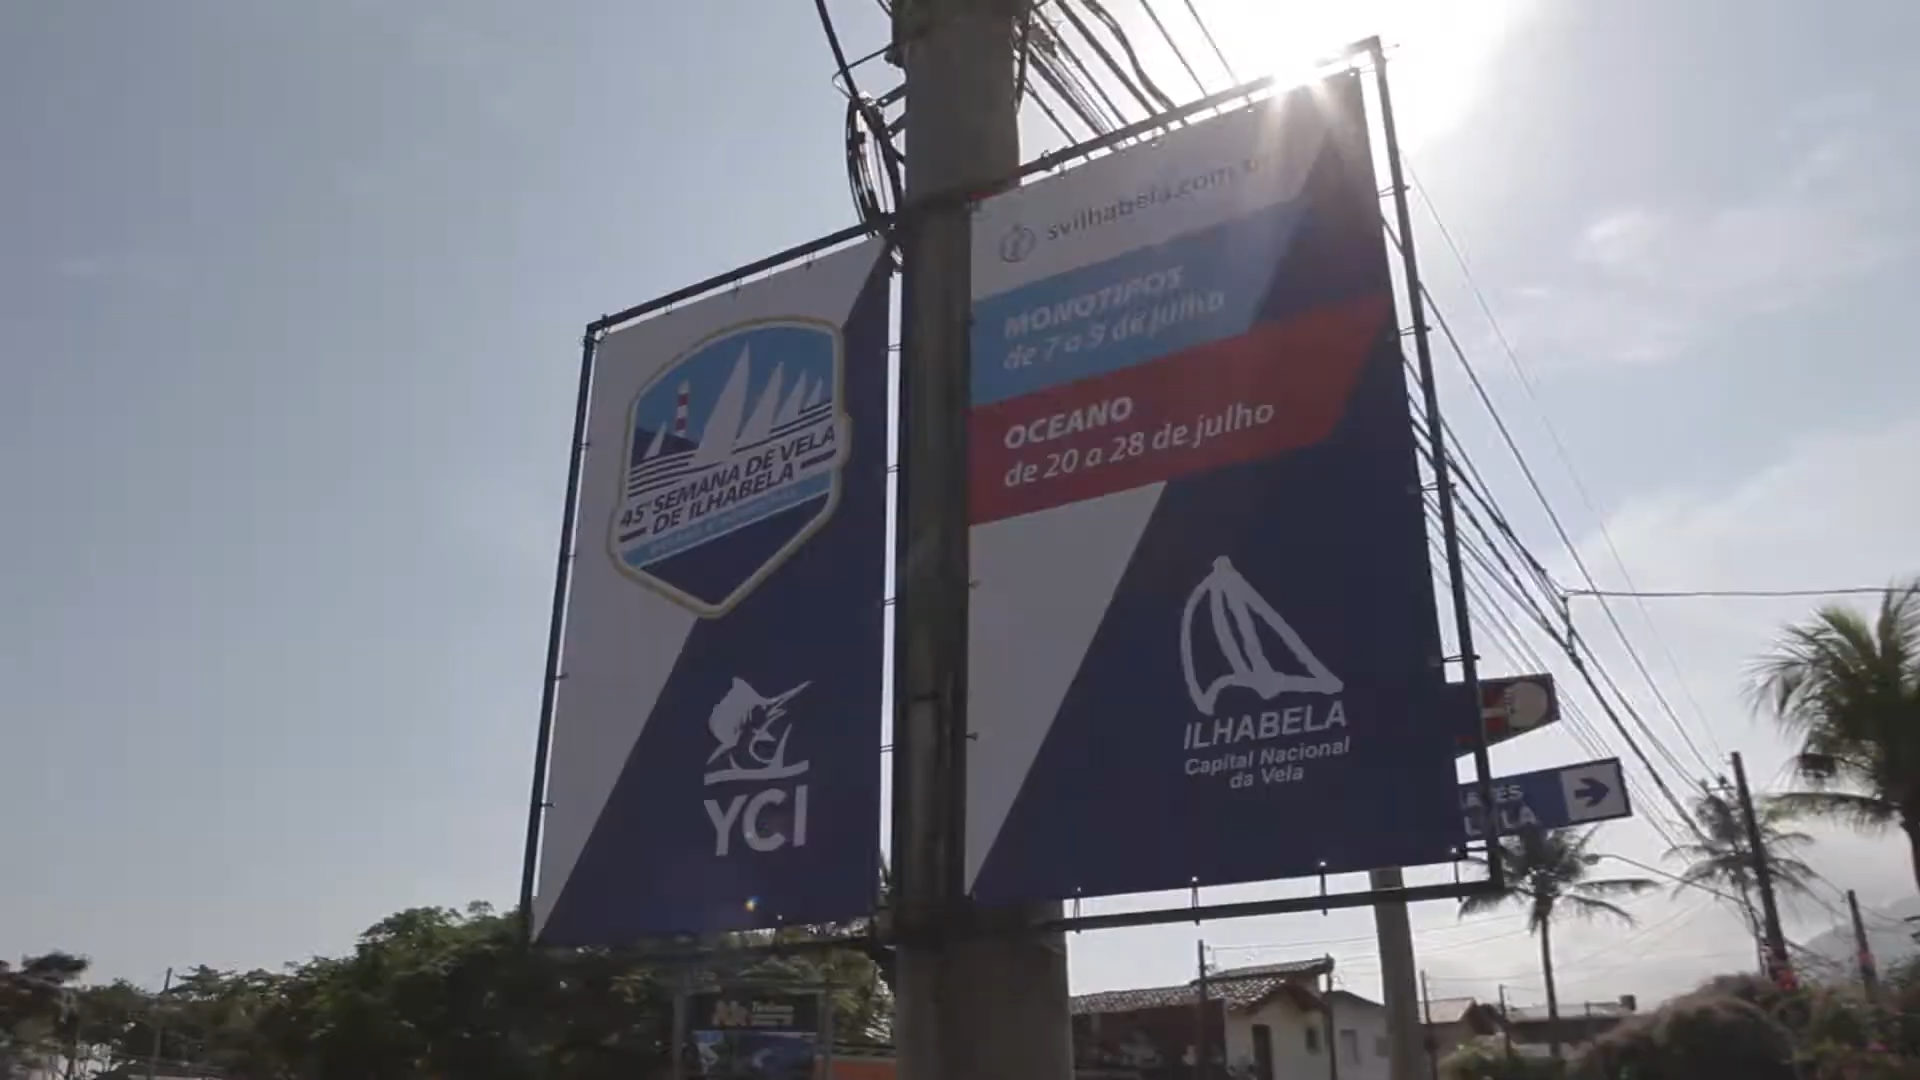 45ª SEMANA DE VELA
DE ILHABELA
YCI
svilhabela.com
MONOTIPOS
de 7 a 9 de julho
OCEANO
de 20 a 28 de julho
ILHABELA
Capital Nacional
da Vela